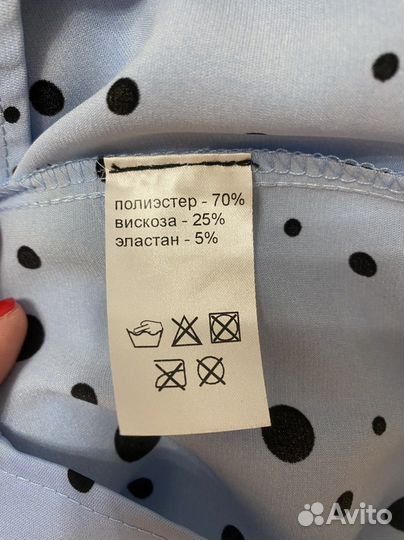 полиэстер - 70%
вискоза - 25%
эластан - 5%
Avito